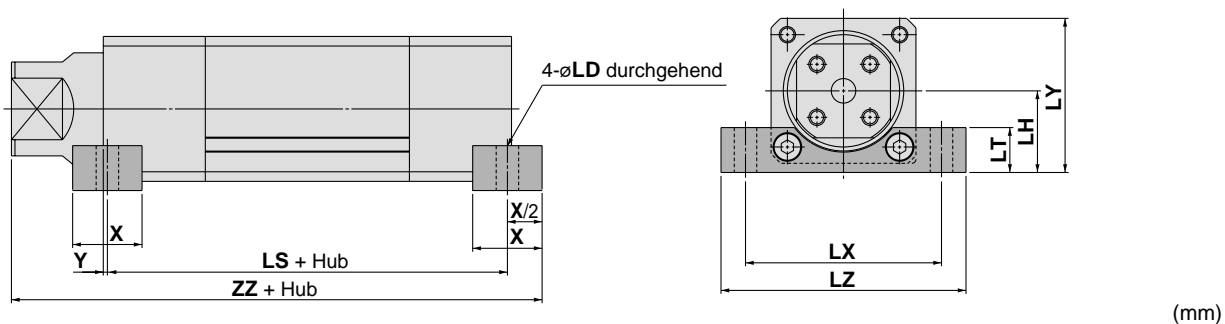 4-øLD durchgehend
X/2
X
X
Y
LS + Hub
ZZ + Hub
LT
LH
LY
LX
LZ
(mm)